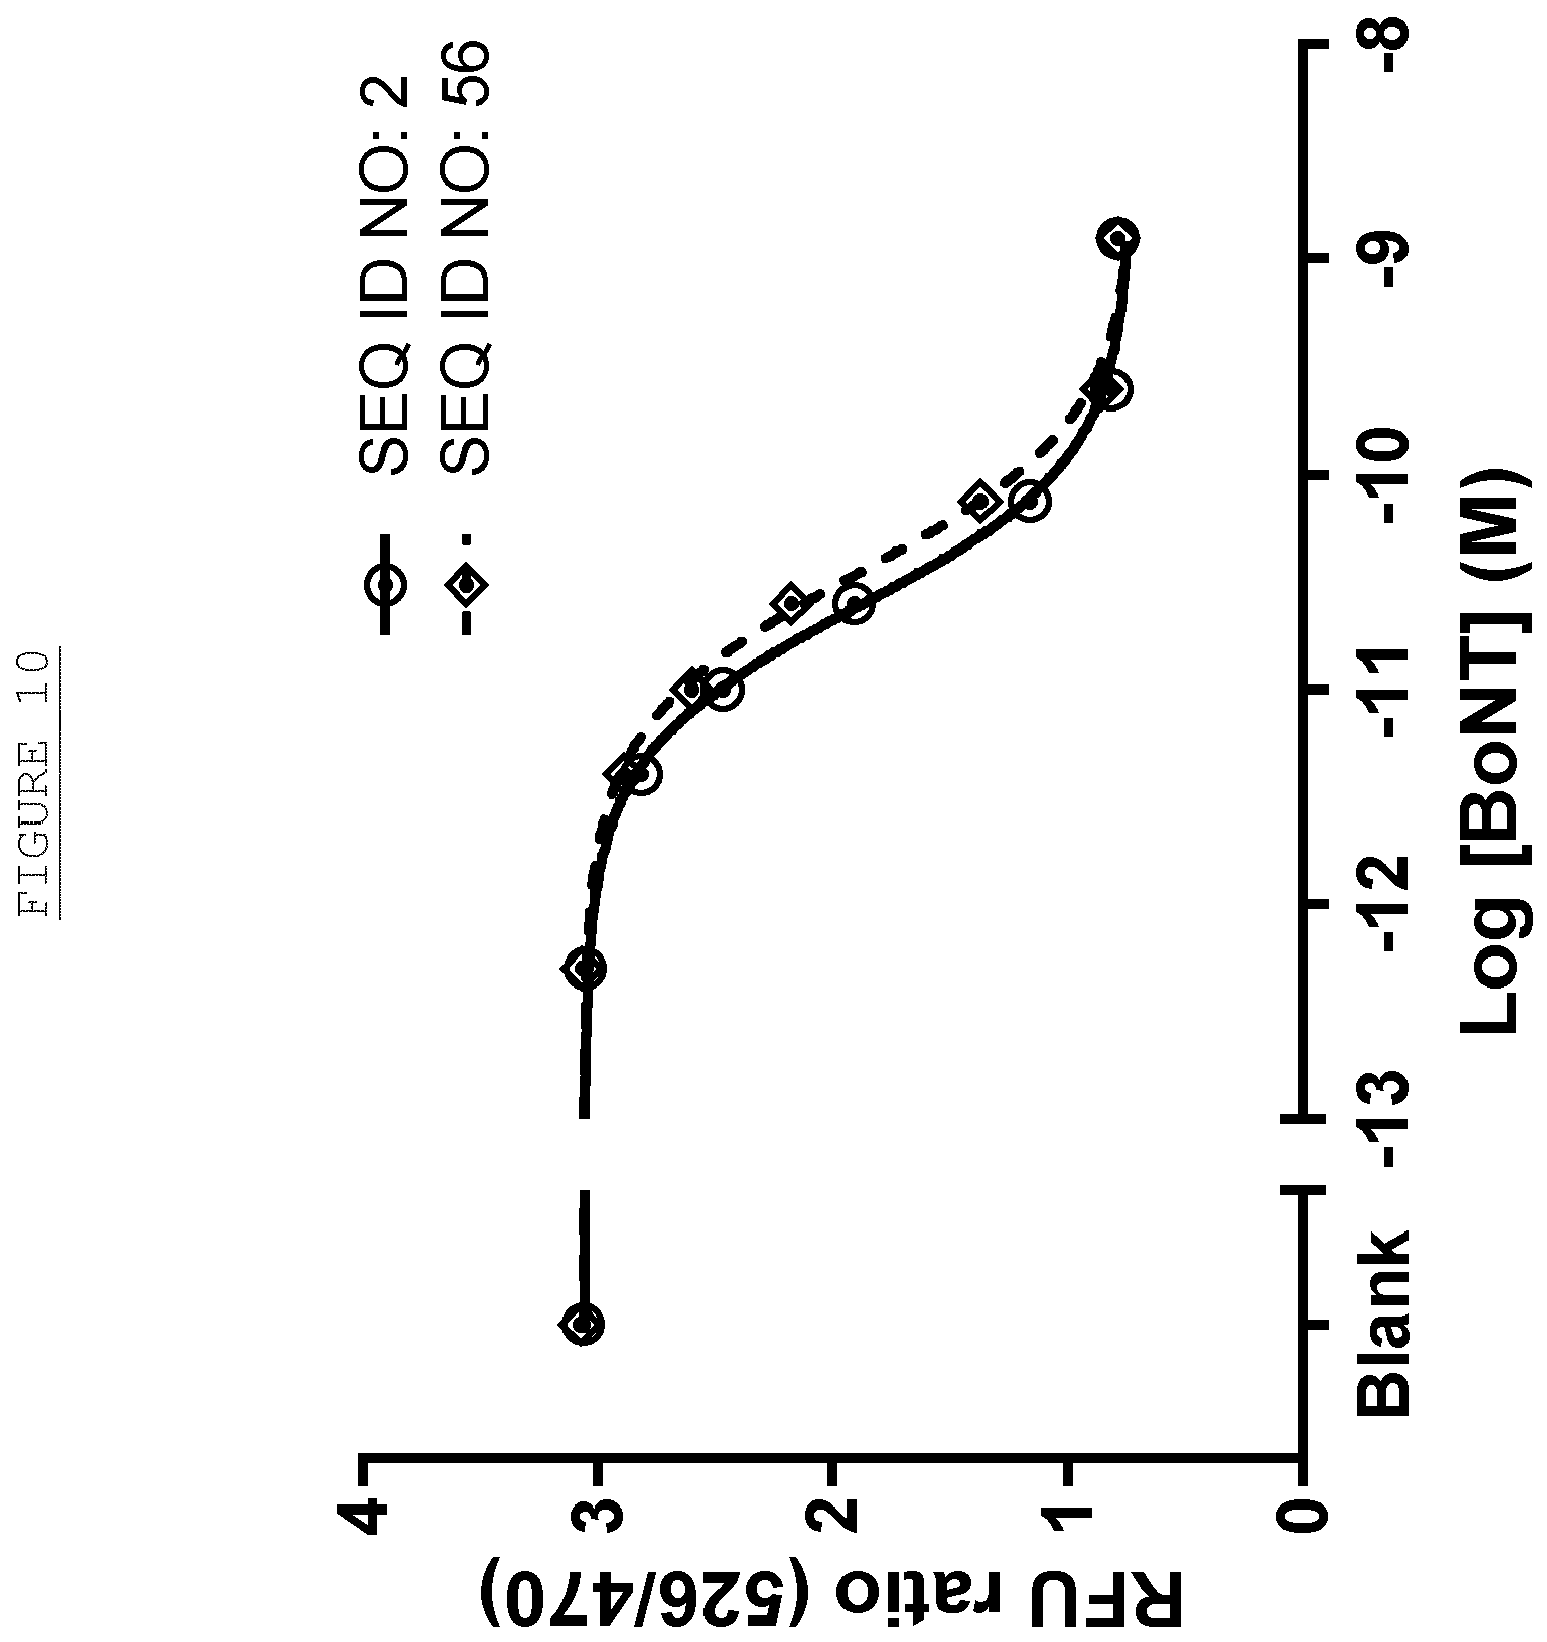 FIGURE 10
SEQ ID NO: 2
SEQ ID NO: 56
RFU ratio (526/470)
4
3
2
1
0
Blank -13 -12 -11 -10 -9 -8
Log [BoNT] (M)